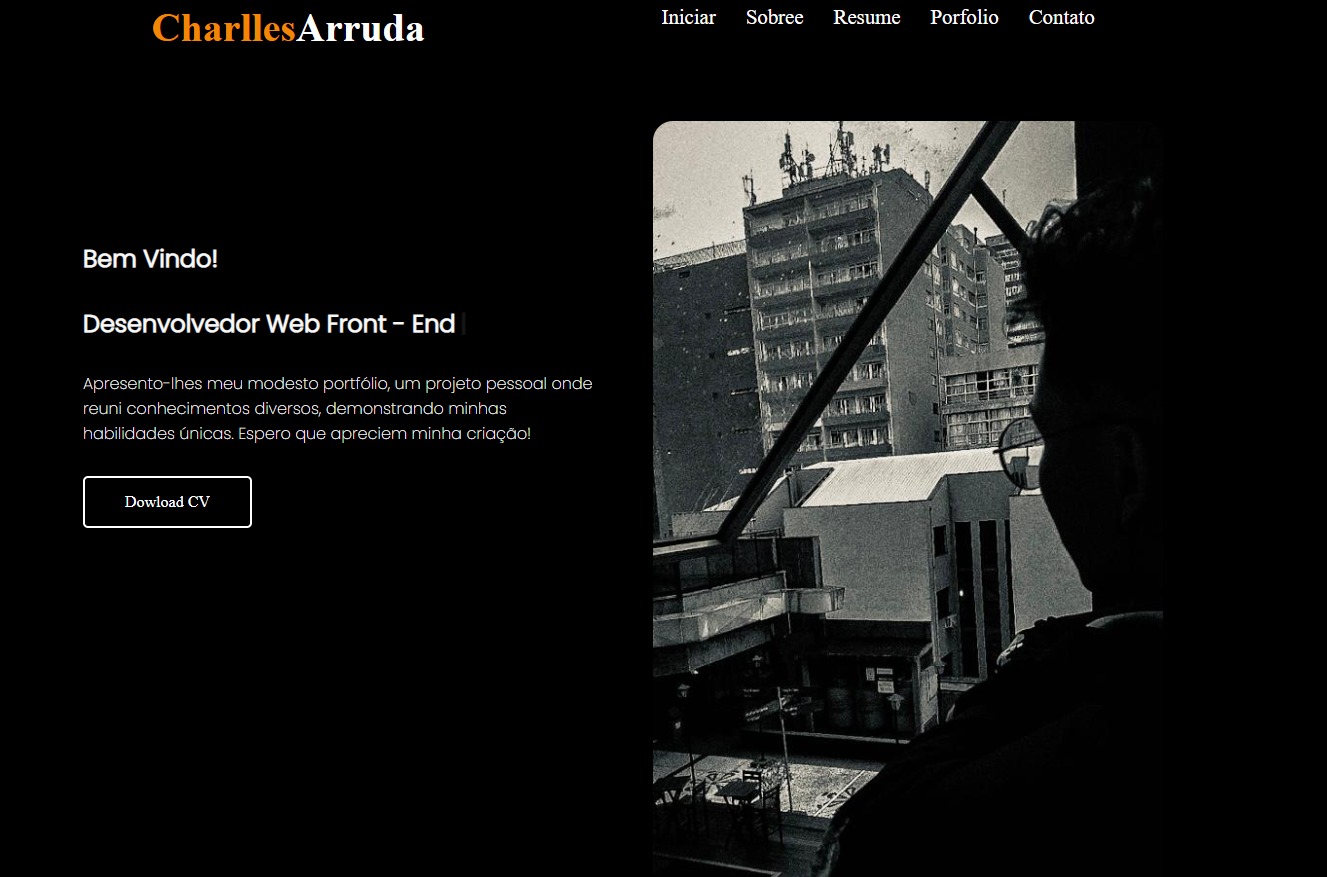 CharllesArruda
Iniciar Sobree Resume Porfolio Contato
Bem Vindo!
Desenvolvedor Web Front - End
Apresento-lhes meu modesto portfólio, um projeto pessoal onde
reuni conhecimentos diversos, demonstrando minhas
habilidades únicas. Espero que apreciem minha criação!
Dowload CV